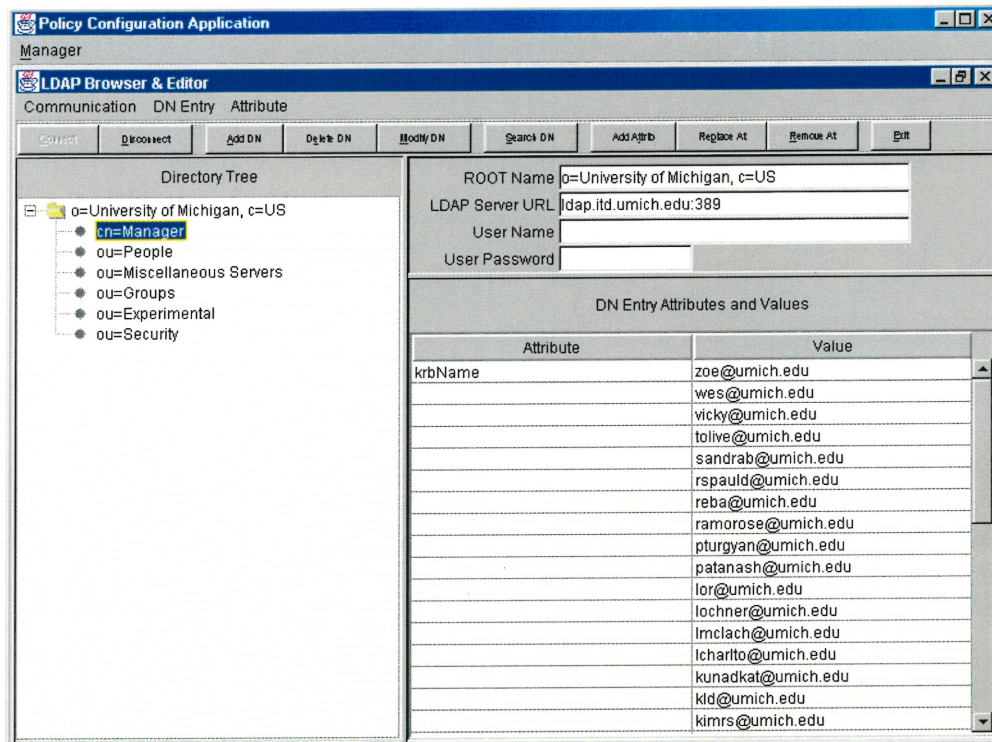 Policy Configuration Application
Manager
LDAP Browser & Editor
Communication DN Entry Attribute
Connect Disconnect Add DN Delete DN Modify DN Search DN Add Attrib Replace At Remove At Exit
Directory Tree
o=University of Michigan, c=US
cn=Manager
ou=People
ou=Miscellaneous Servers
ou=Groups
ou=Experimental
ou=Security
ROOT Name o=University of Michigan, c=US
LDAP Server URL ldap.itd.umich.edu:389
User Name
User Password
DN Entry Attributes and Values
Attribute Value
krbName zoe@umich.edu
wes@umich.edu
vicky@umich.edu
tolive@umich.edu
sandrab@umich.edu
rspauld@umich.edu
reba@umich.edu
ramorose@umich.edu
pturgyan@umich.edu
patanash@umich.edu
lor@umich.edu
lochner@umich.edu
lmclach@umich.edu
lcharlto@umich.edu
kunadkat@umich.edu
kld@umich.edu
kimrs@umich.edu